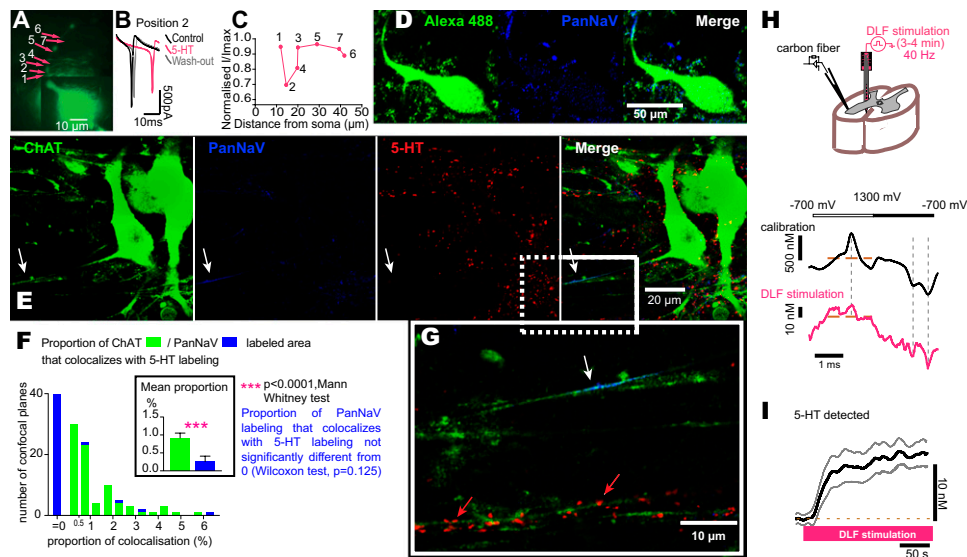 A
6
5
7
4
3
2
1
10 µm
B
Position 2
Control
5-HT
Wash-out
500pA
10ms
C
Normalised I/Imax
1.0
0.9
0.8
0.7
0.6
1
3
5
7
6
4
2
0
20
40
60
Distance from soma (µm)
D
Alexa 488
PanNaV
Merge
50 µm
E
ChAT
PanNaV
5-HT
Merge
20 µm
F
Proportion of ChAT / PanNaV labeled area
that colocalizes with 5-HT labeling
number of confocal planes
40
20
0
=0
0.5
1
2
3
4
5
6
proportion of colocalisation (%)
Mean proportion
%
1.5
1.0
0.5
0.0
***
*** p<0.0001,Mann
Whitney test
Proportion of PanNaV
labeling that colocalizes
with 5-HT labeling not
significantly different from
0 (Wilcoxon test, p=0.125)
G
10 µm
H
DLF stimulation
(3-4 min)
40 Hz
carbon fiber
1300 mV
-700 mV
-700 mV
calibration
500 nM
DLF stimulation
10 nM
1 ms
I
5-HT detected
10 nM
DLF stimulation
50 s